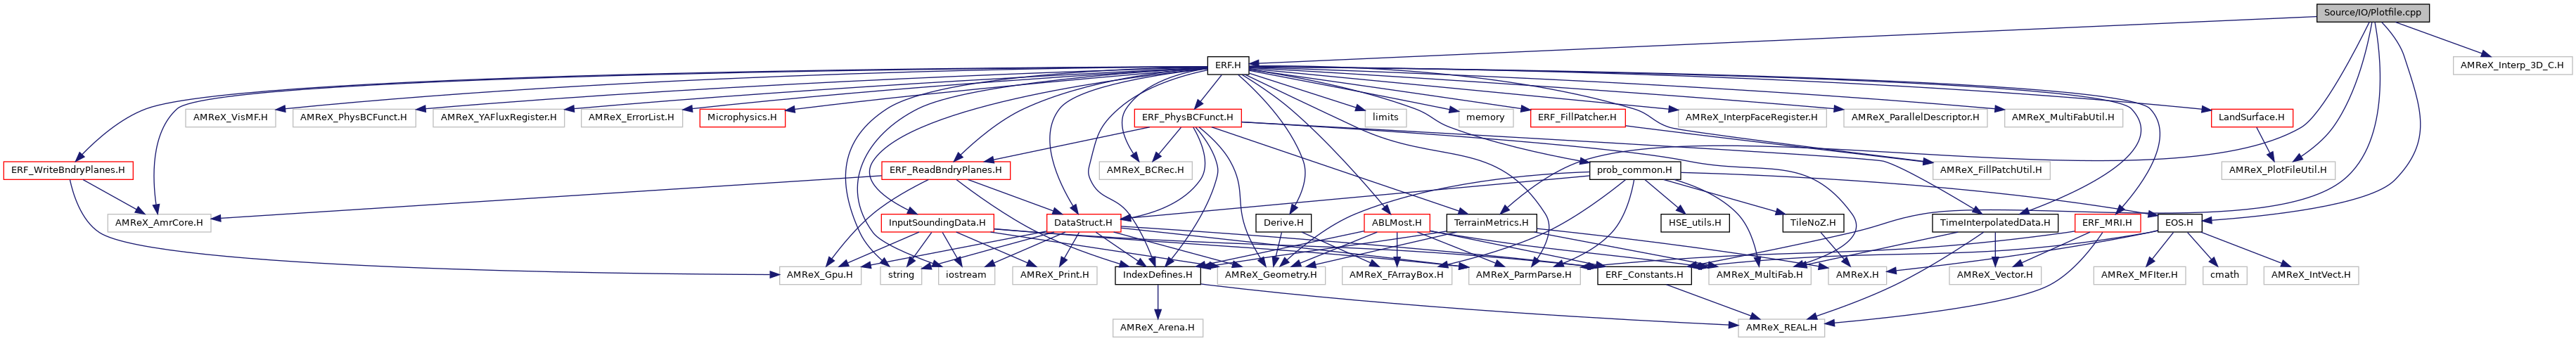 Source/IO/Plotfile.cpp
ERF.H
AMReX_Interp_3D_C.H
AMReX_VisMF.H
AMReX_PhysBCFunct.H
AMReX_YAFluxRegister.H
AMReX_ErrorList.H
Microphysics.H
ERF_PhysBCFunct.H
limits
memory
ERF_FillPatcher.H
AMReX_InterpFaceRegister.H
AMReX_ParallelDescriptor.H
AMReX_MultiFabUtil.H
LandSurface.H
ERF_WriteBndryPlanes.H
ERF_ReadBndryPlanes.H
AMReX_BCRec.H
prob_common.H
AMReX_FillPatchUtil.H
AMReX_PlotFileUtil.H
AMReX_AmrCore.H
InputSoundingData.H
DataStruct.H
Derive.H
ABLMost.H
TerrainMetrics.H
HSE_utils.H
TileNoZ.H
TimeInterpolatedData.H
ERF_MRI.H
EOS.H
AMReX_Gpu.H
string
iostream
AMReX_Print.H
IndexDefines.H
AMReX_Geometry.H
AMReX_FArrayBox.H
AMReX_ParmParse.H
ERF_Constants.H
AMReX_MultiFab.H
AMReX.H
AMReX_Vector.H
AMReX_MFIter.H
cmath
AMReX_IntVect.H
AMReX_Arena.H
AMReX_REAL.H